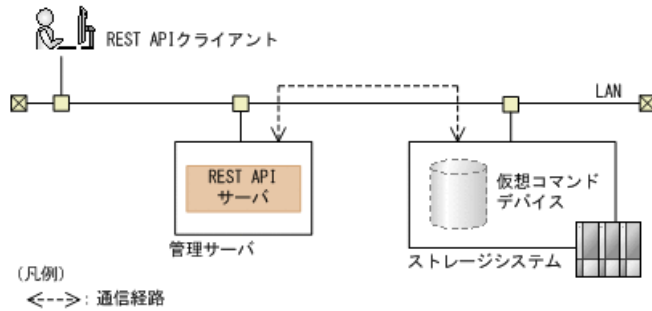 REST APIクライアント
LAN
REST API
サーバ
仮想コマンド
デバイス
管理サーバ
ストレージシステム
(凡例)
<--->: 通信経路